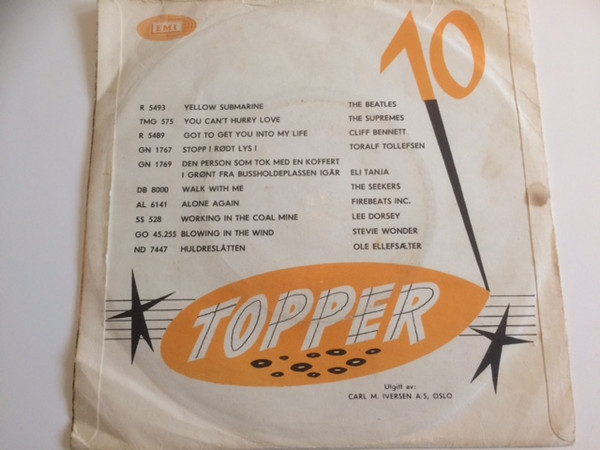 EMI
10
R 5493 YELLOW SUBMARINE THE BEATLES
TMG 575 YOU CAN'T HURRY LOVE THE SUPREMES
R 5489 GOT TO GET YOU INTO MY LIFE CLIFF BENNETT
GN 1767 STOPP! RØDT LYS! TORALF TOLLEFSEN
GN 1769 DEN PERSON SOM TOK MED EN KOFFERT
I GRØNT FRA BUSSHOLDEPLASSEN IGÅR ELI TANJA
DB 8000 WALK WITH ME THE SEEKERS
AL 6141 ALONE AGAIN FIREBEATS INC.
SS 528 WORKING IN THE COAL MINE LEE DORSEY
GO 45.255 BLOWING IN THE WIND STEVIE WONDER
ND 7447 HULDRESLÅTTEN OLE ELLEFSÆTER
TOPPER
Utgitt av:
CARL M. IVERSEN A/S, OSLO